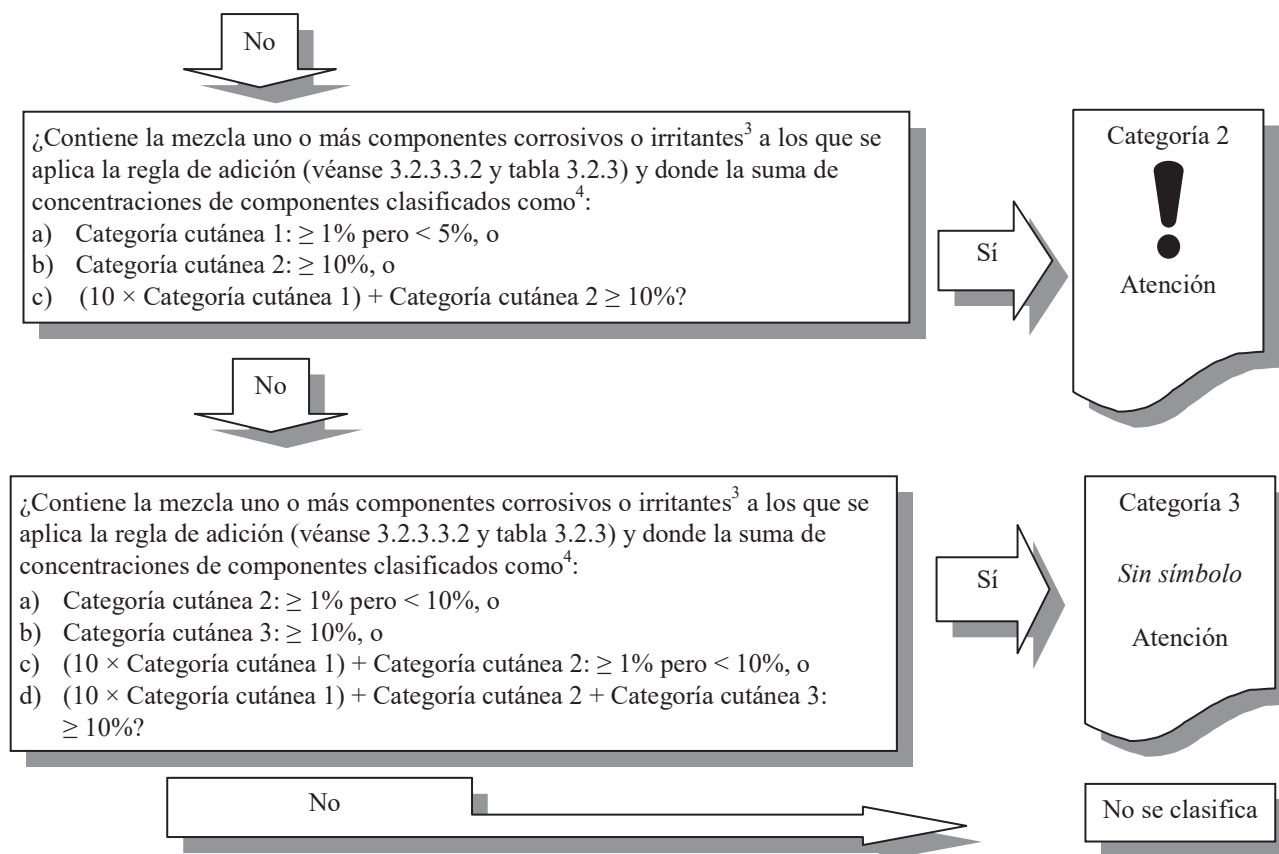 No
¿Contiene la mezcla uno o más componentes corrosivos o irritantes³ a los que se
aplica la regla de adición (véanse 3.2.3.3.2 y tabla 3.2.3) y donde la suma de
concentraciones de componentes clasificados como⁴:
a) Categoría cutánea 1: ≥ 1% pero < 5%, o
b) Categoría cutánea 2: ≥ 10%, o
c) (10 × Categoría cutánea 1) + Categoría cutánea 2 ≥ 10%?
Sí
Categoría 2
Atención
No
¿Contiene la mezcla uno o más componentes corrosivos o irritantes³ a los que se
aplica la regla de adición (véanse 3.2.3.3.2 y tabla 3.2.3) y donde la suma de
concentraciones de componentes clasificados como⁴:
a) Categoría cutánea 2: ≥ 1% pero < 10%, o
b) Categoría cutánea 3: ≥ 10%, o
c) (10 × Categoría cutánea 1) + Categoría cutánea 2: ≥ 1% pero < 10%, o
d) (10 × Categoría cutánea 1) + Categoría cutánea 2 + Categoría cutánea 3:
≥ 10%?
Sí
Categoría 3
Sin símbolo
Atención
No
No se clasifica